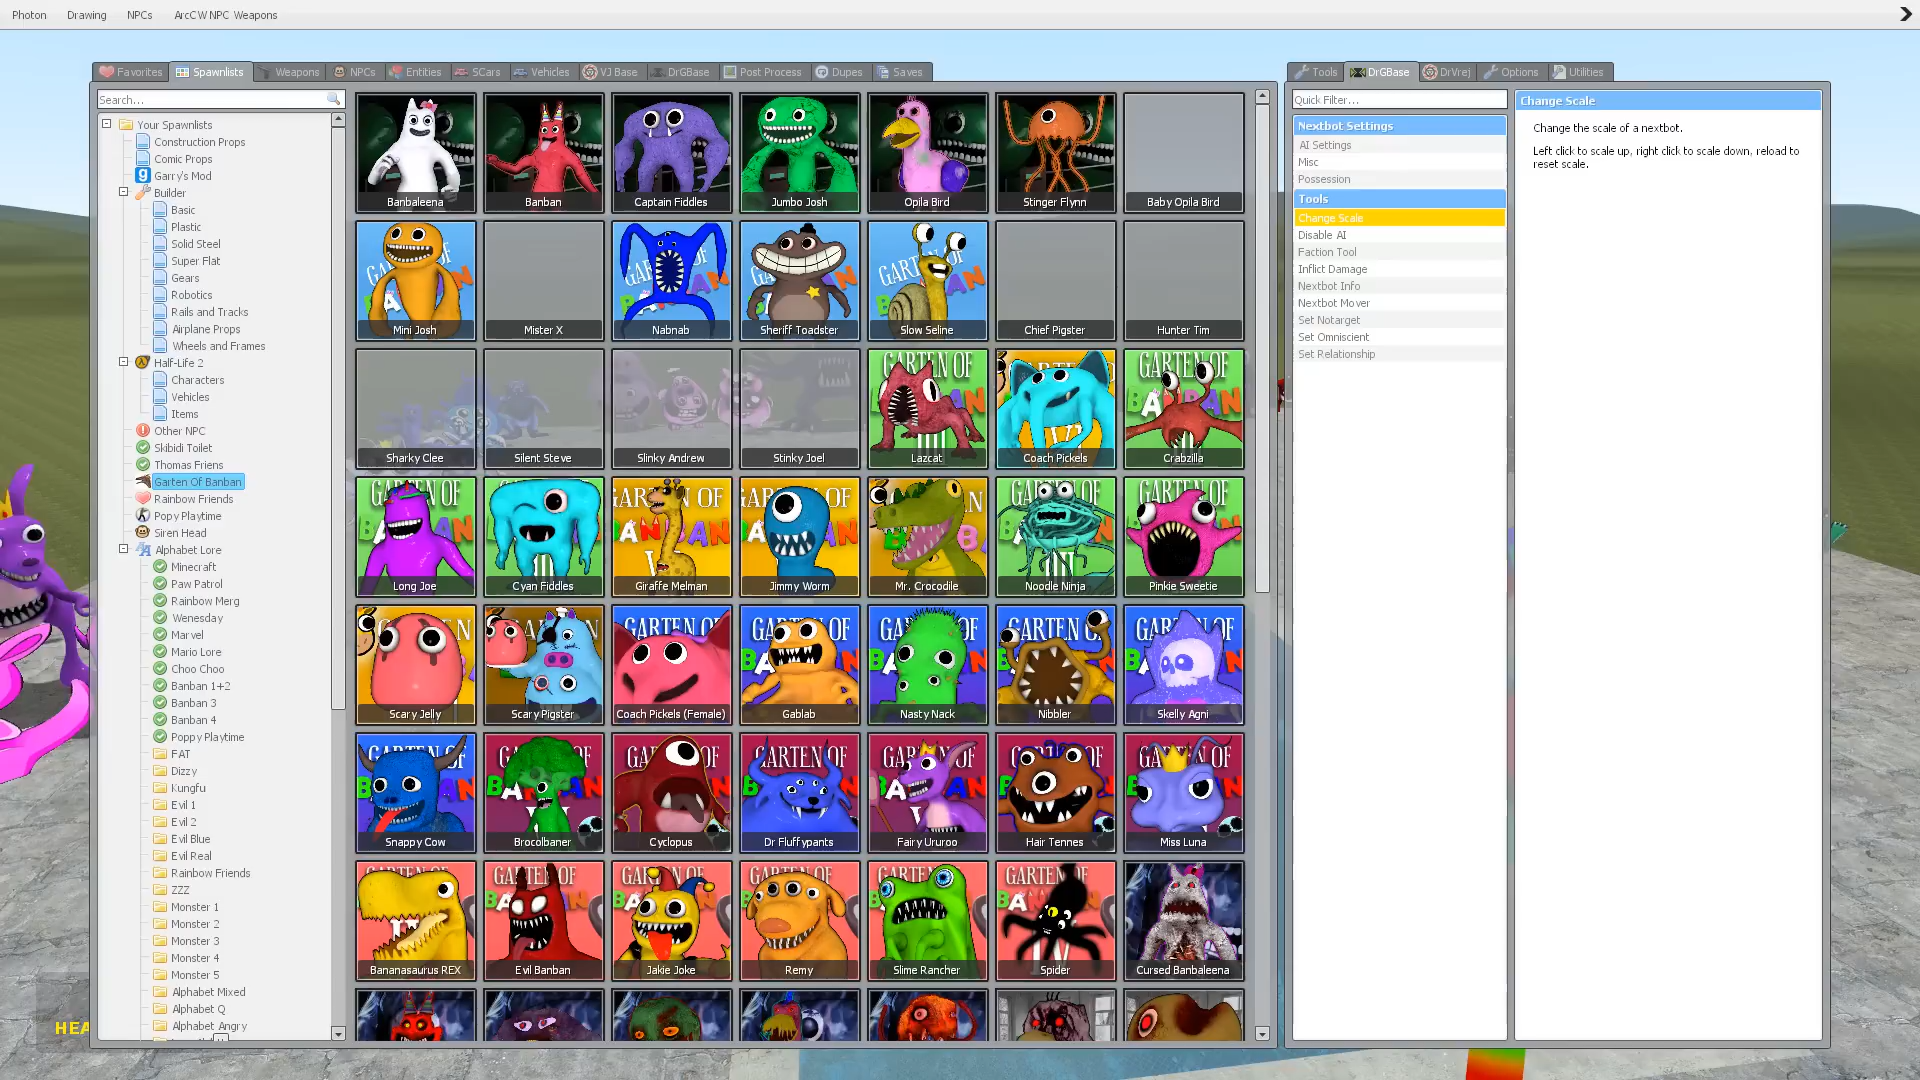 Photon Drawing NPCs ArcCW NPC Weapons
Favorites Spawnlists Weapons NPCs Entities SCars Vehicles VJ Base DrGBase Post Process Dupes Saves
Search...
Your Spawnlists
Construction Props
Comic Props
Garry's Mod
Builder
Basic
Plastic
Solid Steel
Super Flat
Gears
Robotics
Rails and Tracks
Airplane Props
Wheels and Frames
Half-Life 2
Characters
Vehicles
Items
Other NPC
Skibidi Toilet
Thomas Friens
Garten Of Banban
Rainbow Friends
Popy Playtime
Siren Head
Alphabet Lore
Minecraft
Paw Patrol
Rainbow Merg
Wenesday
Marvel
Mario Lore
Choo Choo
Banban 1+2
Banban 3
Banban 4
Poppy Playtime
FAT
Dizzy
Kungfu
Evil 1
Evil 2
Evil Blue
Evil Real
Rainbow Friends
ZZZ
Monster 1
Monster 2
Monster 3
Monster 4
Monster 5
Alphabet Mixed
Alphabet Q
Alphabet Angry
HEA
Banbaleena Banban Captain Fiddles Jumbo Josh Opila Bird Stinger Flynn Baby Opila Bird
Mini Josh Mister X Nabnab Sheriff Toadster Slow Seline Chief Pigster Hunter Tim
Sharky Clee Silent Steve Slinky Andrew Stinky Joel Lazcat Coach Pickels Crabzilla
Long Joe Cyan Fiddles Giraffe Melman Jimmy Worm Mr. Crocodile Noodle Ninja Pinkie Sweetie
Scary Jelly Scary Pigster Coach Pickels (Female) Gablab Nasty Nack Nibbler Skelly Agni
Snappy Cow Brocolbaner Cyclopus Dr Fluffypants Fairy Ururoo Hair Tennes Miss Luna
Bananasaurus REX Evil Banban Jakie Joke Remy Slime Rancher Spider Cursed Banbaleena
Tools DrGBase DrVrej Options Utilities
Quick Filter...
Nextbot Settings
AI Settings
Misc
Possession
Tools
Change Scale
Disable AI
Faction Tool
Inflict Damage
Nextbot Info
Nextbot Mover
Set Notarget
Set Omniscient
Set Relationship
Change Scale
Change the scale of a nextbot.
Left click to scale up, right click to scale down, reload to
reset scale.